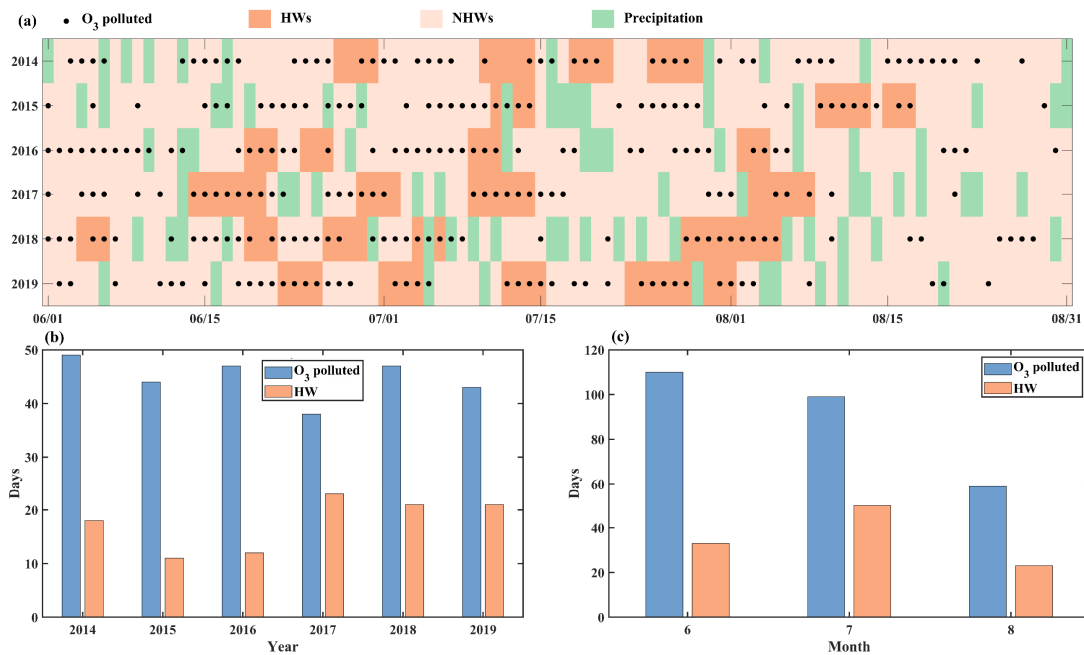 (a) O3 polluted HWs NHWs Precipitation
2014
2015
2016
2017
2018
2019
06/01 06/15 07/01 07/15 08/01 08/15 08/31
(b)
50
40
30
20
10
0
Days
O3 polluted
HW
2014 2015 2016 2017 2018 2019
Year
(c)
120
100
80
60
40
20
0
Days
O3 polluted
HW
6 7 8
Month